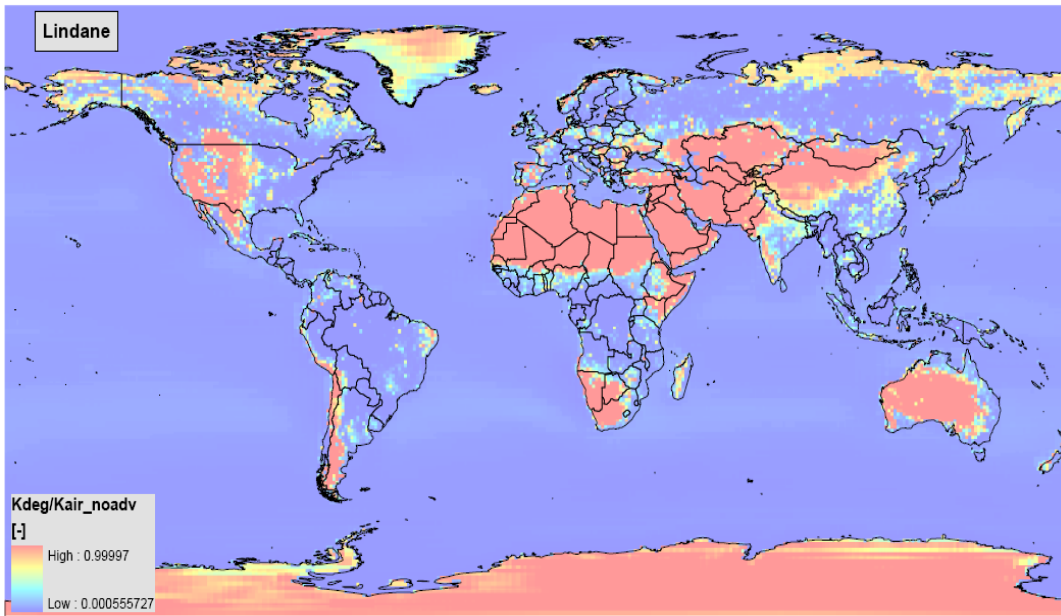 Lindane
Kdeg/Kair_noadv
[-]
High : 0.99997
Low : 0.000555727